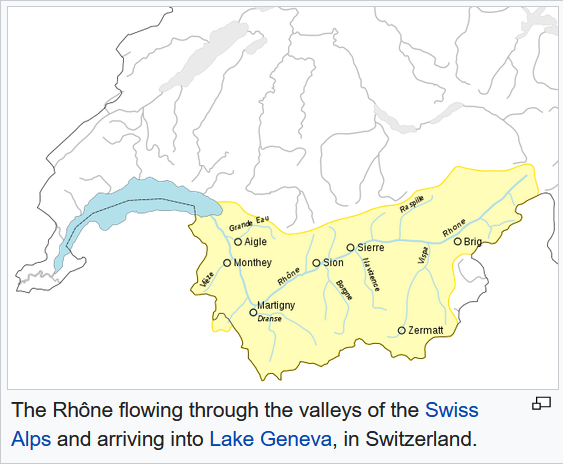 Raspille
Grande Eau
Rhone
Aigle
Sierre
Brig
Vispa
Monthey
Sion
Navizence
Rhône
Vièze
Borgne
Martigny
Dranse
Zermatt
The Rhône flowing through the valleys of the Swiss
Alps and arriving into Lake Geneva, in Switzerland.